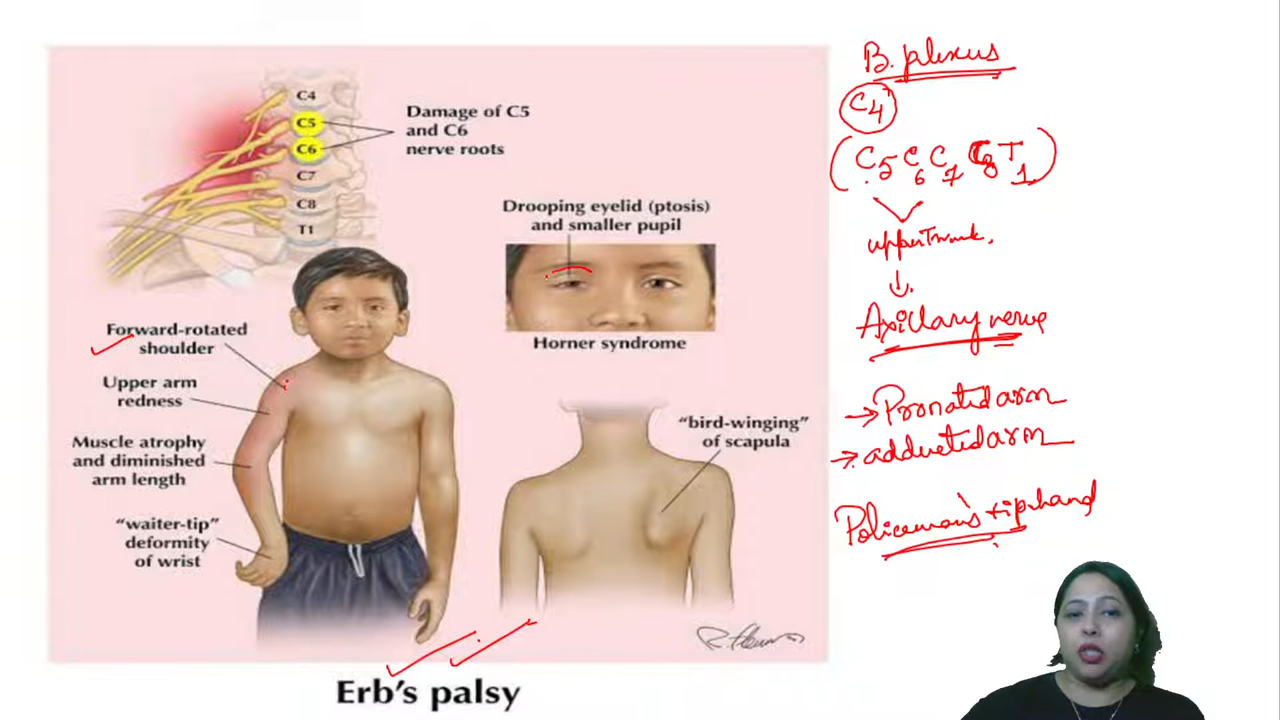 C4
C5
C6
C7
C8
T1
Damage of C5
and C6
nerve roots
Drooping eyelid (ptosis)
and smaller pupil
Horner syndrome
Forward-rotated
shoulder
Upper arm
redness
Muscle atrophy
and diminished
arm length
"waiter-tip"
deformity
of wrist
"bird-winging"
of scapula
Erb's palsy
B. plexus
C4
(C5 C6 C7 C8 T1)
upper Trunk.
Axillary nerve
→ Pronated arm
→ adducted arm
Policeman's tip hand